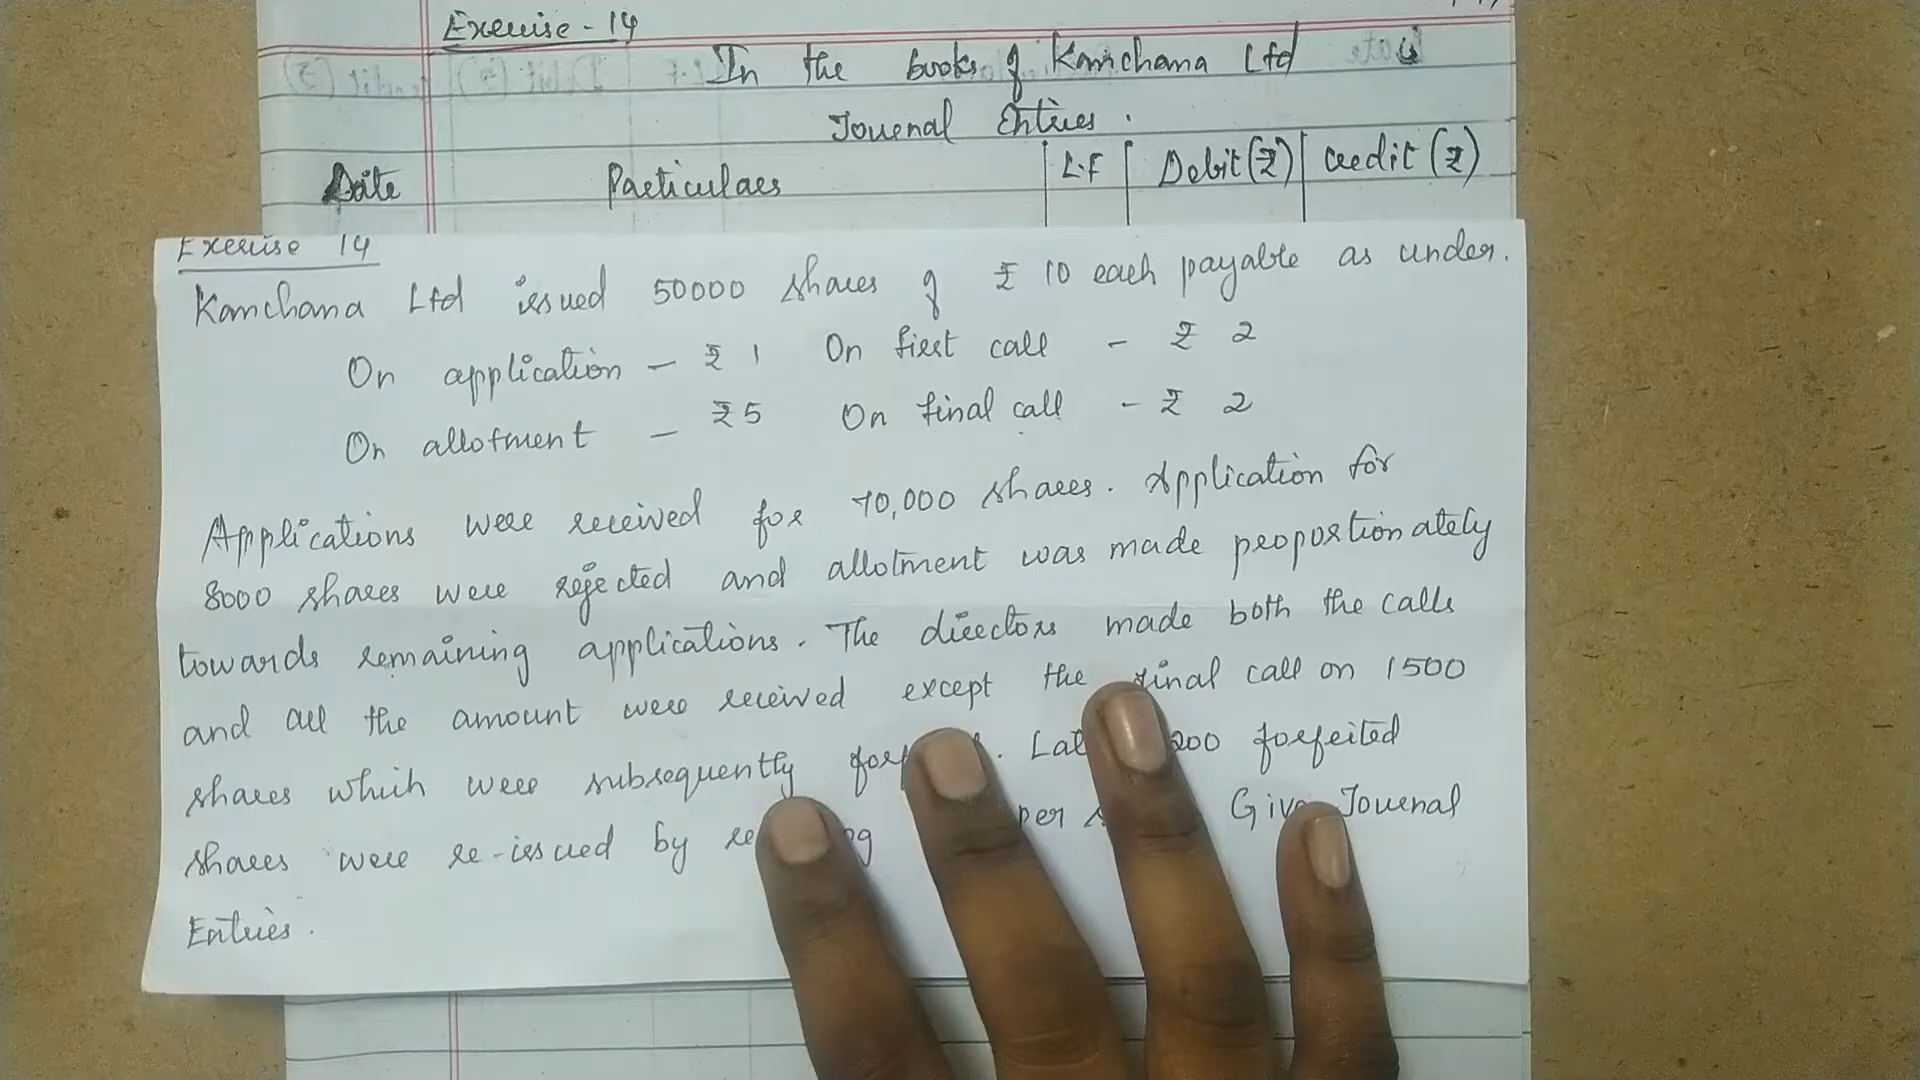 Exercise - 14
In the books of Kanchana Ltd
Journal Entries.
Date Particulars L.F Debit (₹) Credit (₹)
Exercise 14
Kanchana Ltd issued 50000 shares of ₹ 10 each payable as under.
On application - ₹ 1 On first call - ₹ 2
On allotment - ₹5 On final call - ₹ 2
Applications were received for 70,000 shares. Application for
8000 shares were rejected and allotment was made proportionately
towards remaining applications. The directors made both the calls
and all the amount were received except the final call on 1500
shares which were subsequently . 200 forfeited
shares were re-issued by per Give Journal
Entries.